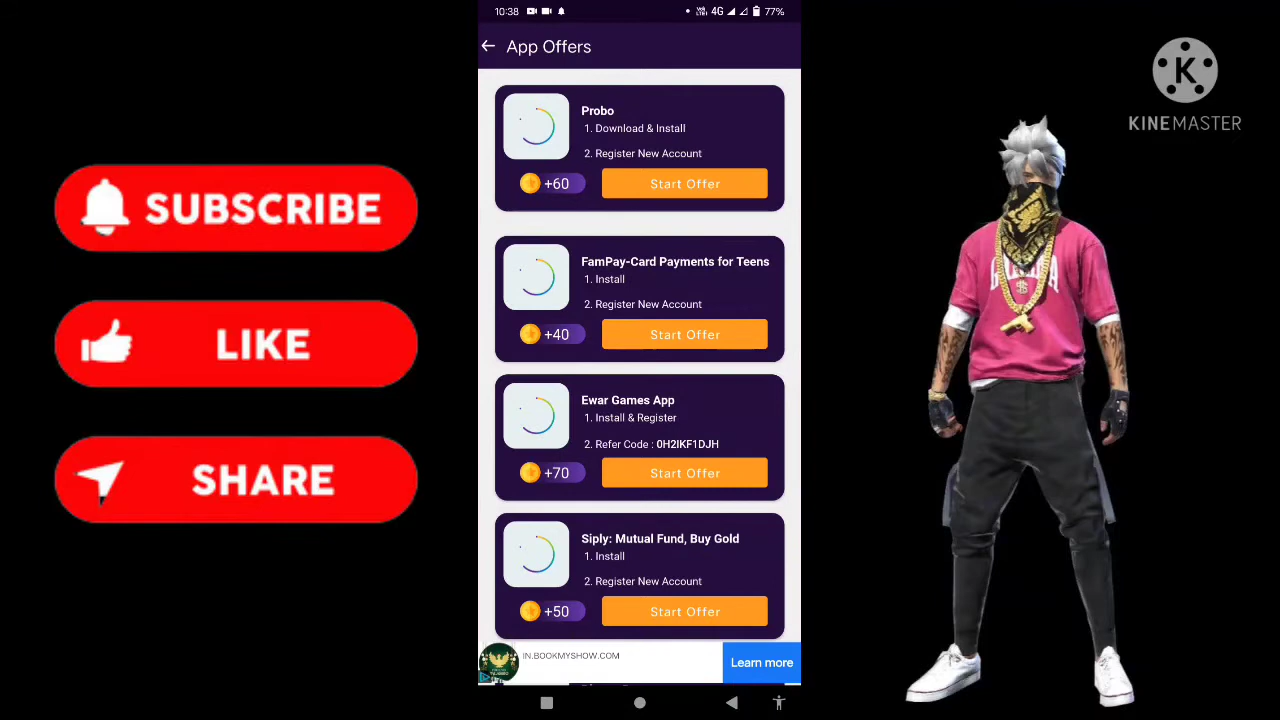 10:38
4G
77%
App Offers
Probo
1. Download & Install
2. Register New Account
+60
Start Offer
FamPay-Card Payments for Teens
1. Install
2. Register New Account
+40
Start Offer
Ewar Games App
1. Install & Register
2. Refer Code : 0H2IKF1DJH
+70
Start Offer
Siply: Mutual Fund, Buy Gold
1. Install
2. Register New Account
+50
Start Offer
IN.BOOKMYSHOW.COM
Learn more
SUBSCRIBE
LIKE
SHARE
K
KINEMASTER